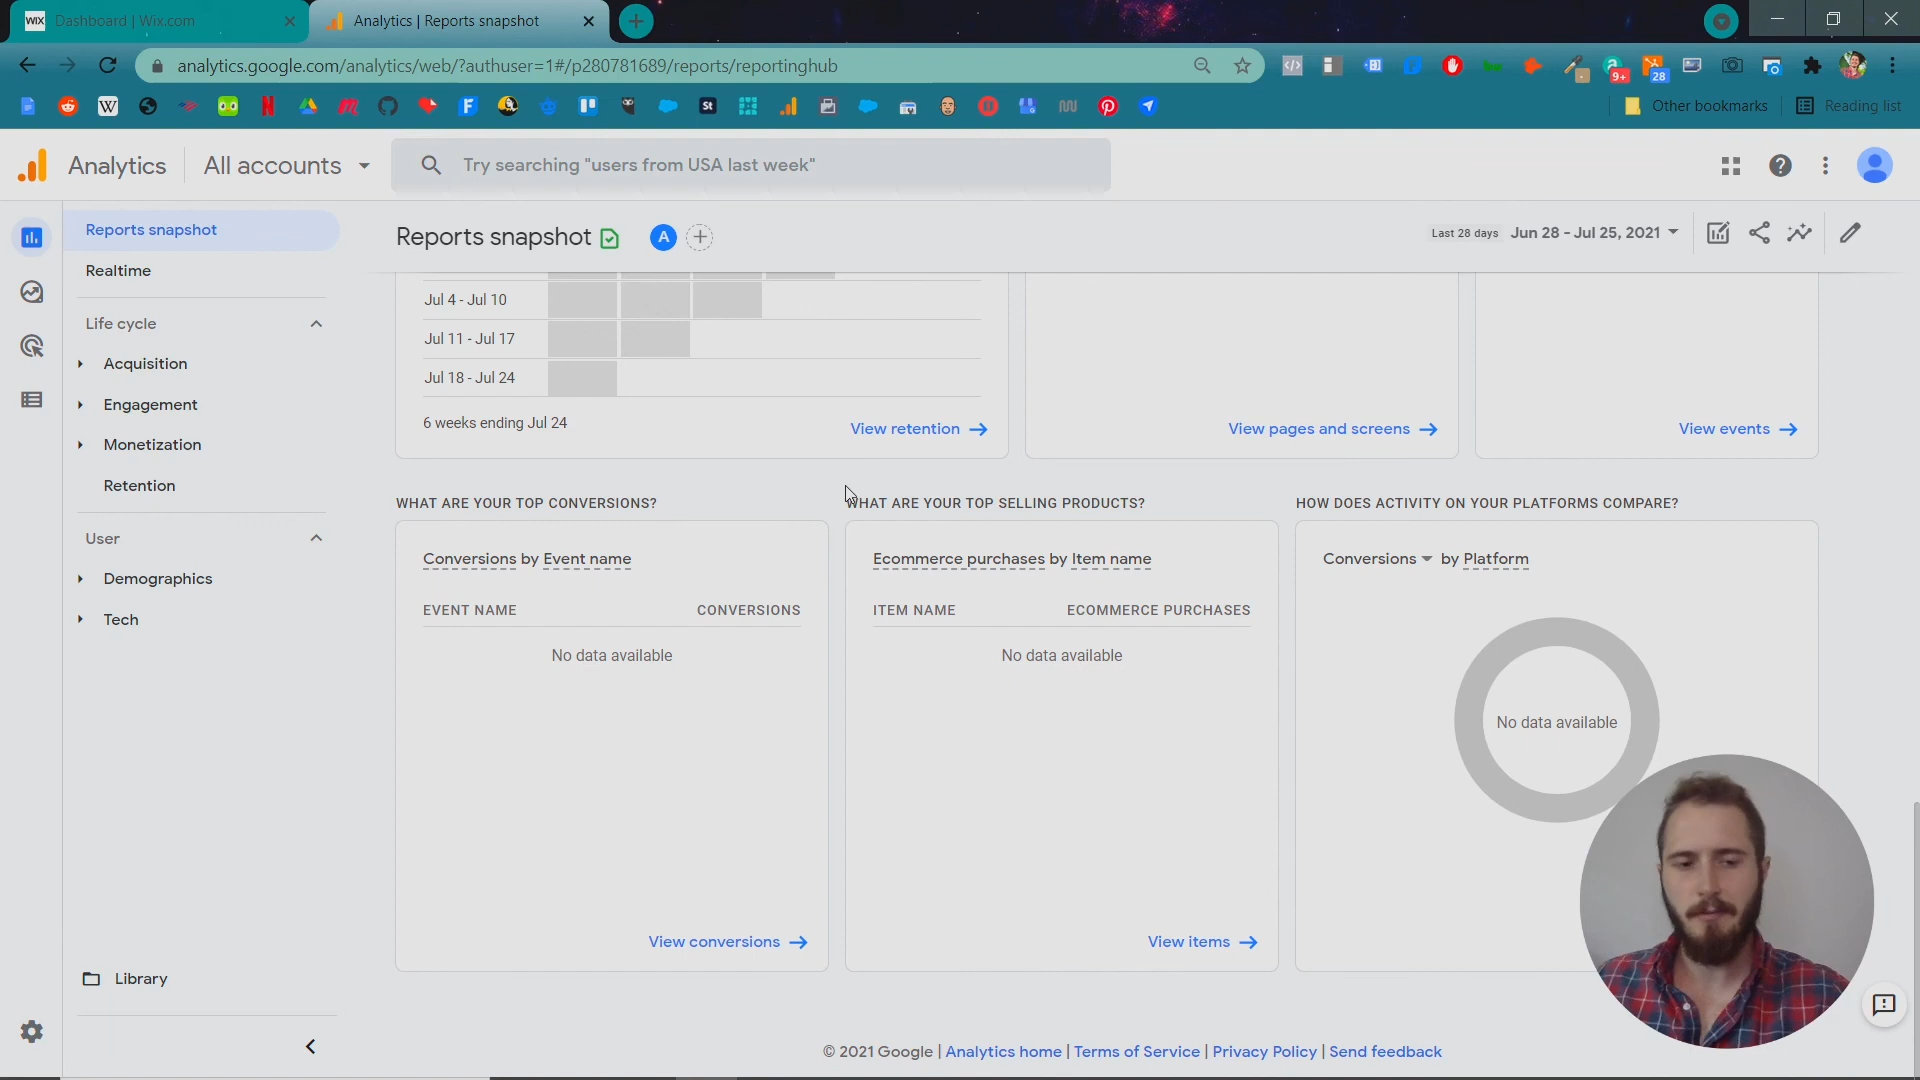 WIX Dashboard | Wix.com
Analytics | Reports snapshot
analytics.google.com/analytics/web/?authuser=1#/p280781689/reports/reportinghub
9+
28
St
Other bookmarks
Reading list
Analytics
All accounts
Try searching "users from USA last week"
Reports snapshot
Realtime
Life cycle
Acquisition
Engagement
Monetization
Retention
User
Demographics
Tech
Library
Reports snapshot
A
Last 28 days
Jun 28 - Jul 25, 2021
Jul 4 - Jul 10
Jul 11 - Jul 17
Jul 18 - Jul 24
6 weeks ending Jul 24
View retention
View pages and screens
View events
WHAT ARE YOUR TOP CONVERSIONS?
Conversions by Event name
EVENT NAME CONVERSIONS
No data available
View conversions
WHAT ARE YOUR TOP SELLING PRODUCTS?
Ecommerce purchases by Item name
ITEM NAME ECOMMERCE PURCHASES
No data available
View items
HOW DOES ACTIVITY ON YOUR PLATFORMS COMPARE?
Conversions by Platform
No data available
© 2021 Google | Analytics home | Terms of Service | Privacy Policy | Send feedback